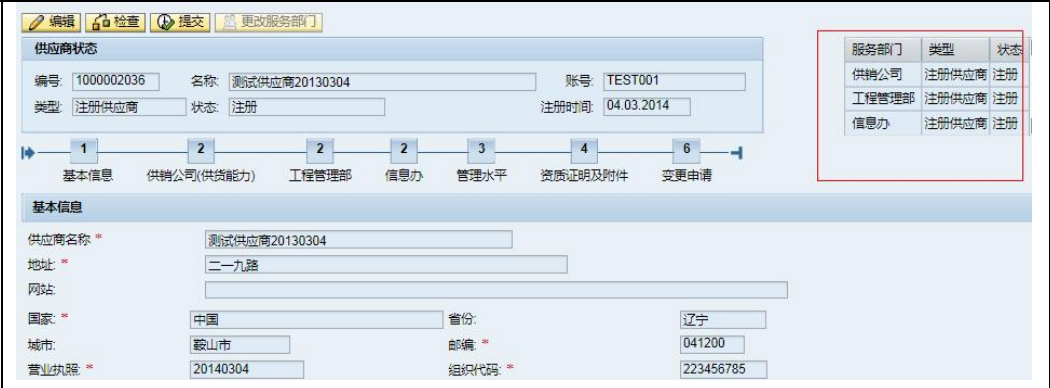 编辑 检查 提交 更改服务部门
供应商状态
编号: 1000002036 名称: 测试供应商20130304 账号: TEST001
类型: 注册供应商 状态: 注册 注册时间: 04.03.2014
服务部门 类型 状态
供销公司 注册供应商 注册
工程管理部 注册供应商 注册
信息办 注册供应商 注册
1 2 2 2 3 4 6
基本信息 供销公司(供货能力) 工程管理部 信息办 管理水平 资质证明及附件 变更申请
基本信息
供应商名称 * 测试供应商20130304
地址: * 二一九路
网站:
国家: * 中国 省份: 辽宁
城市: 鞍山市 邮编: * 041200
营业执照: * 20140304 组织代码: * 223456785